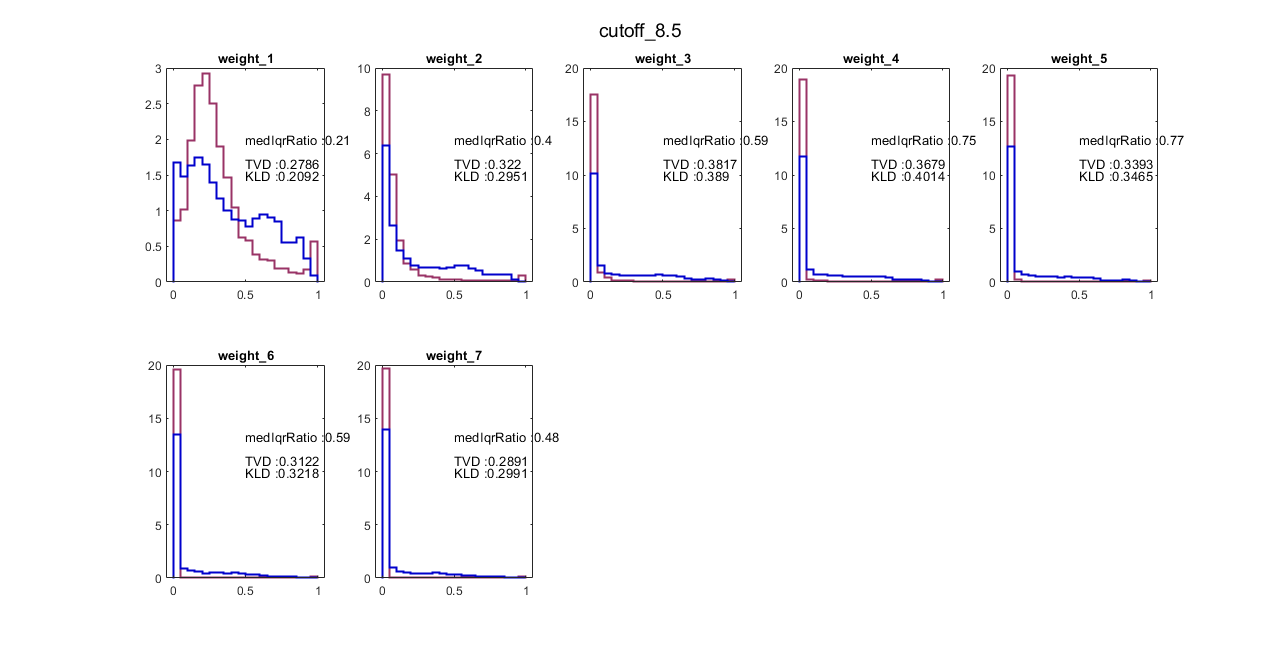 cutoff_8.5
weight_1
3
2.5
2
1.5
1
0.5
0
0
0.5
1
medIqrRatio :0.21
TVD :0.2786
KLD :0.2092
weight_2
10
8
6
4
2
0
0
0.5
1
medIqrRatio :0.4
TVD :0.322
KLD :0.2951
weight_3
20
15
10
5
0
0
0.5
1
medIqrRatio :0.59
TVD :0.3817
KLD :0.389
weight_4
20
15
10
5
0
0
0.5
1
medIqrRatio :0.75
TVD :0.3679
KLD :0.4014
weight_5
20
15
10
5
0
0
0.5
1
medIqrRatio :0.77
TVD :0.3393
KLD :0.3465
weight_6
20
15
10
5
0
0
0.5
1
medIqrRatio :0.59
TVD :0.3122
KLD :0.3218
weight_7
20
15
10
5
0
0
0.5
1
medIqrRatio :0.48
TVD :0.2891
KLD :0.2991